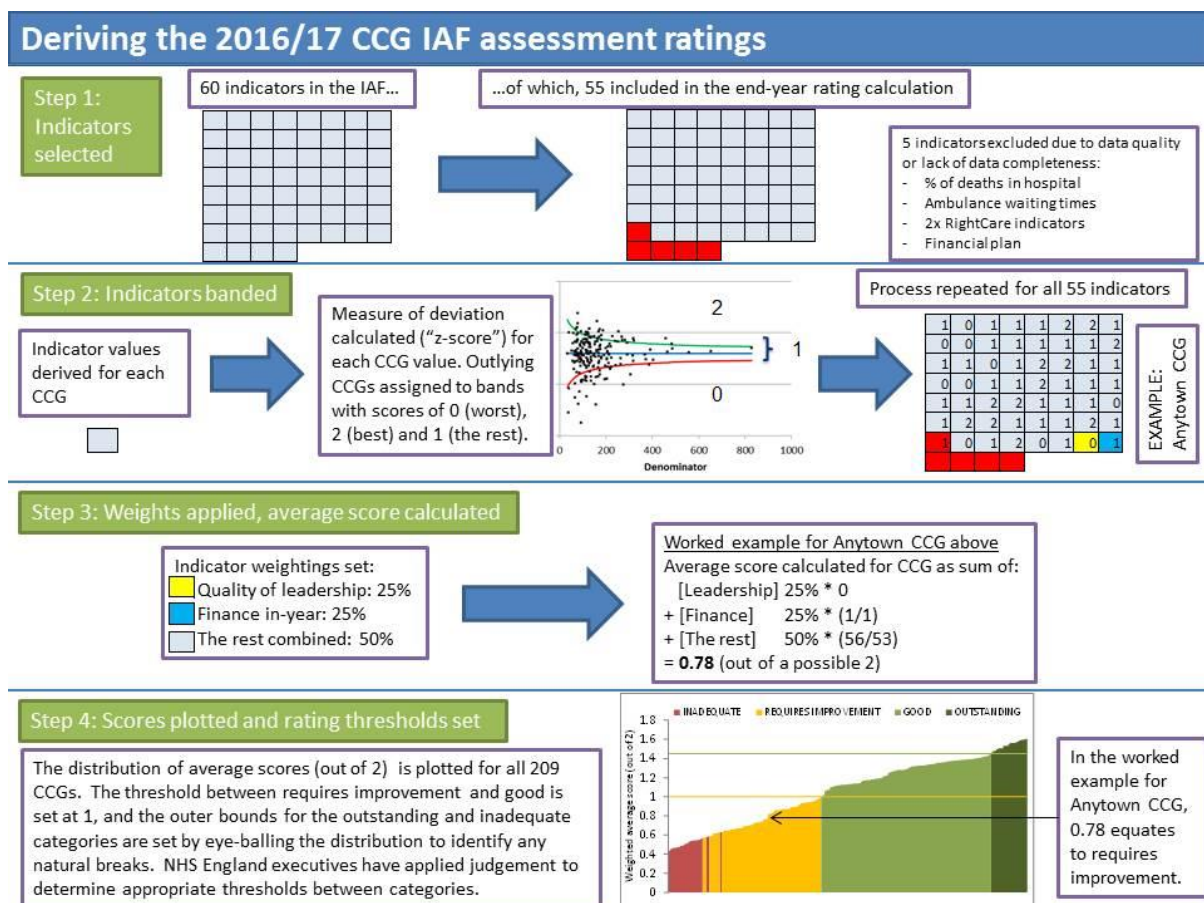 Deriving the 2016/17 CCG IAF assessment ratings
Step 1:
Indicators
selected
60 indicators in the IAF...
...of which, 55 included in the end-year rating calculation
5 indicators excluded due to data quality
or lack of data completeness:
- % of deaths in hospital
- Ambulance waiting times
- 2x RightCare indicators
- Financial plan
Step 2: Indicators banded
Indicator values
derived for each
CCG
Measure of deviation
calculated ("z-score") for
each CCG value. Outlying
CCGs assigned to bands
with scores of 0 (worst),
2 (best) and 1 (the rest).
2
1
0
0 200 400 600 800 1000
Denominator
Process repeated for all 55 indicators
1 0 1 1 1 2 2 1
0 0 1 1 1 1 1 2
1 1 0 1 2 2 1 1
0 0 1 1 2 1 1 1
1 1 2 2 1 1 1 0
1 2 2 1 1 1 2 1
1 0 1 2 0 1 0 1
EXAMPLE:
Anytown CCG
Step 3: Weights applied, average score calculated
Indicator weightings set:
Quality of leadership: 25%
Finance in-year: 25%
The rest combined: 50%
Worked example for Anytown CCG above
Average score calculated for CCG as sum of:
[Leadership] 25% * 0
+ [Finance] 25% * (1/1)
+ [The rest] 50% * (56/53)
= 0.78 (out of a possible 2)
Step 4: Scores plotted and rating thresholds set
The distribution of average scores (out of 2) is plotted for all 209
CCGs. The threshold between requires improvement and good is
set at 1, and the outer bounds for the outstanding and inadequate
categories are set by eye-balling the distribution to identify any
natural breaks. NHS England executives have applied judgement to
determine appropriate thresholds between categories.
INADEQUATE REQUIRES IMPROVEMENT GOOD OUTSTANDING
Weighted average score (out of 2)
1.8
1.6
1.4
1.2
1
0.8
0.6
0.4
0.2
0
In the worked
example for
Anytown CCG,
0.78 equates
to requires
improvement.